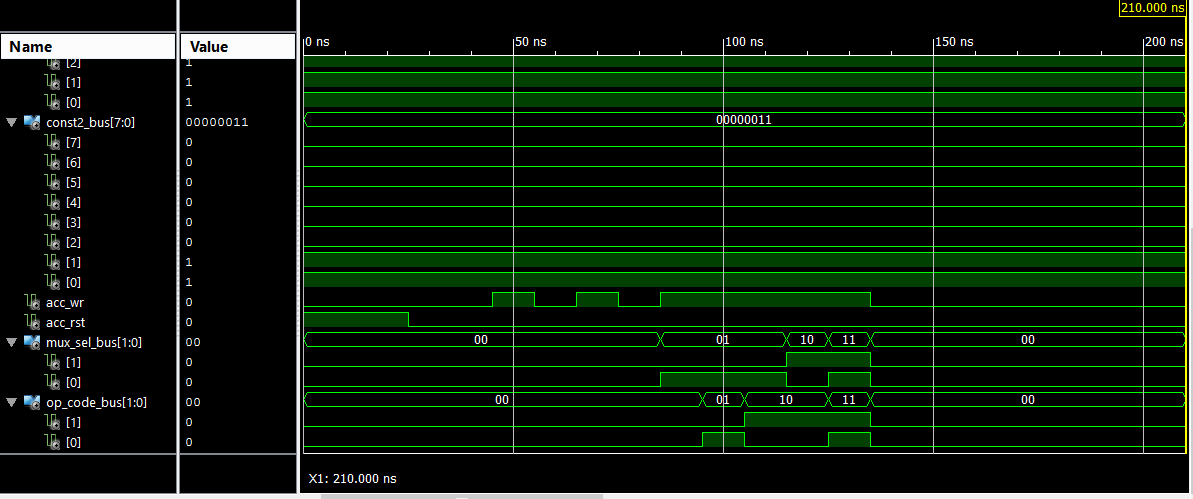 210.000 ns
Name Value 0 ns 50 ns 100 ns 150 ns 200 ns
[2] 1
[1] 1
[0] 1
const2_bus[7:0] 00000011 00000011
[7] 0
[6] 0
[5] 0
[4] 0
[3] 0
[2] 0
[1] 1
[0] 1
acc_wr 0
acc_rst 0
mux_sel_bus[1:0] 00 00 01 10 11 00
[1] 0
[0] 0
op_code_bus[1:0] 00 00 01 10 11 00
[1] 0
[0] 0
X1: 210.000 ns